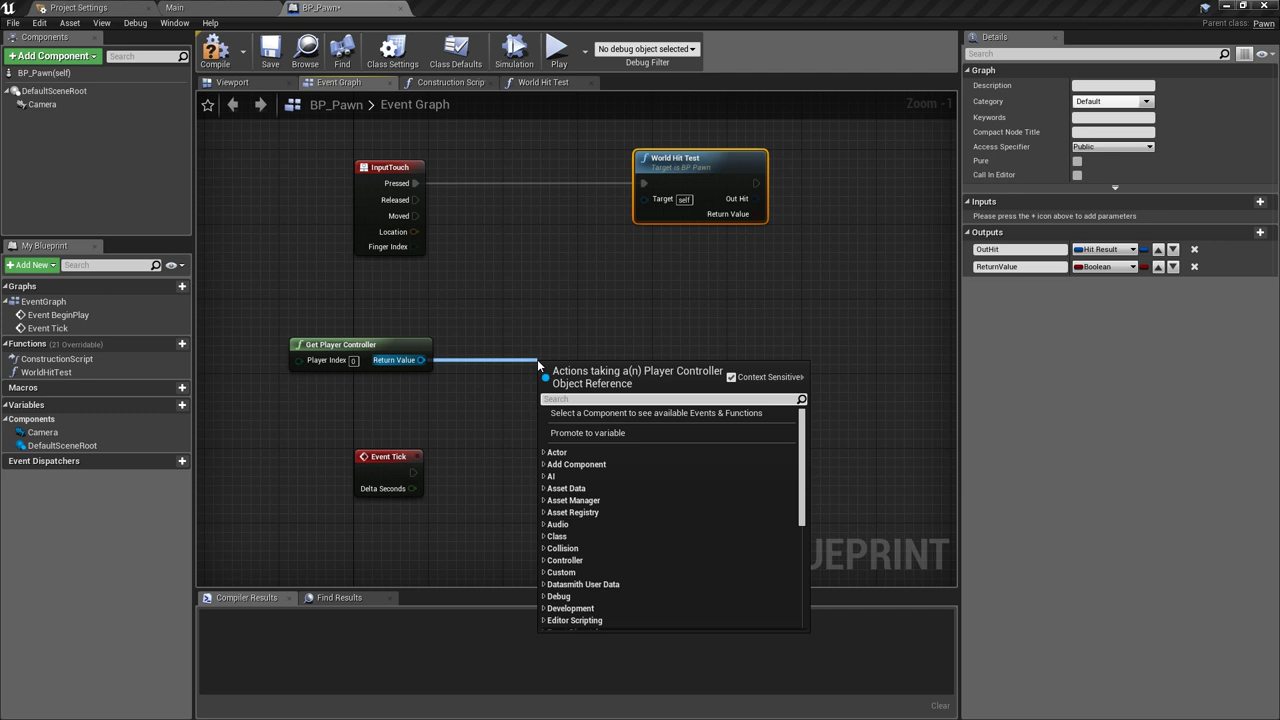 Project Settings
Main
BP_Pawn*
File Edit Asset View Debug Window Help
Parent class: Pawn
Components
+ Add Component
Search
BP_Pawn(self)
DefaultSceneRoot
Camera
My Blueprint
+ Add New
Search
Graphs
EventGraph
Event BeginPlay
Event Tick
Functions (21 Overridable)
ConstructionScript
WorldHitTest
Macros
Variables
Components
Camera
DefaultSceneRoot
Event Dispatchers
Compile
Save
Browse
Find
Class Settings
Class Defaults
Simulation
Play
No debug object selected
Debug Filter
Viewport
Event Graph
Construction Scrip
World Hit Test
BP_Pawn > Event Graph
Zoom -1
InputTouch
Pressed
Released
Moved
Location
Finger Index
World Hit Test
Target is BP Pawn
Target self
Out Hit
Return Value
Get Player Controller
Player Index 0
Return Value
Event Tick
Delta Seconds
Actions taking a(n) Player Controller
Object Reference
Context Sensitive
Search
Select a Component to see available Events & Functions
Promote to variable
Actor
Add Component
AI
Asset Data
Asset Manager
Asset Registry
Audio
Class
Collision
Controller
Custom
Datasmith User Data
Debug
Development
Editor Scripting
UEPRINT
Compiler Results
Find Results
Clear
Details
Search
Graph
Description
Category Default
Keywords
Compact Node Title
Access Specifier Public
Pure
Call In Editor
Inputs
Please press the + icon above to add parameters
Outputs
OutHit Hit Result
ReturnValue Boolean